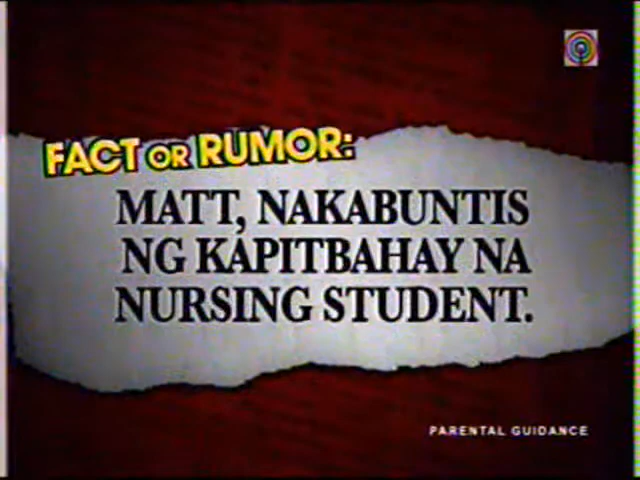 FACT OR RUMOR:
MATT, NAKABUNTIS
NG KAPITBAHAY NA
NURSING STUDENT.
PARENTAL GUIDANCE